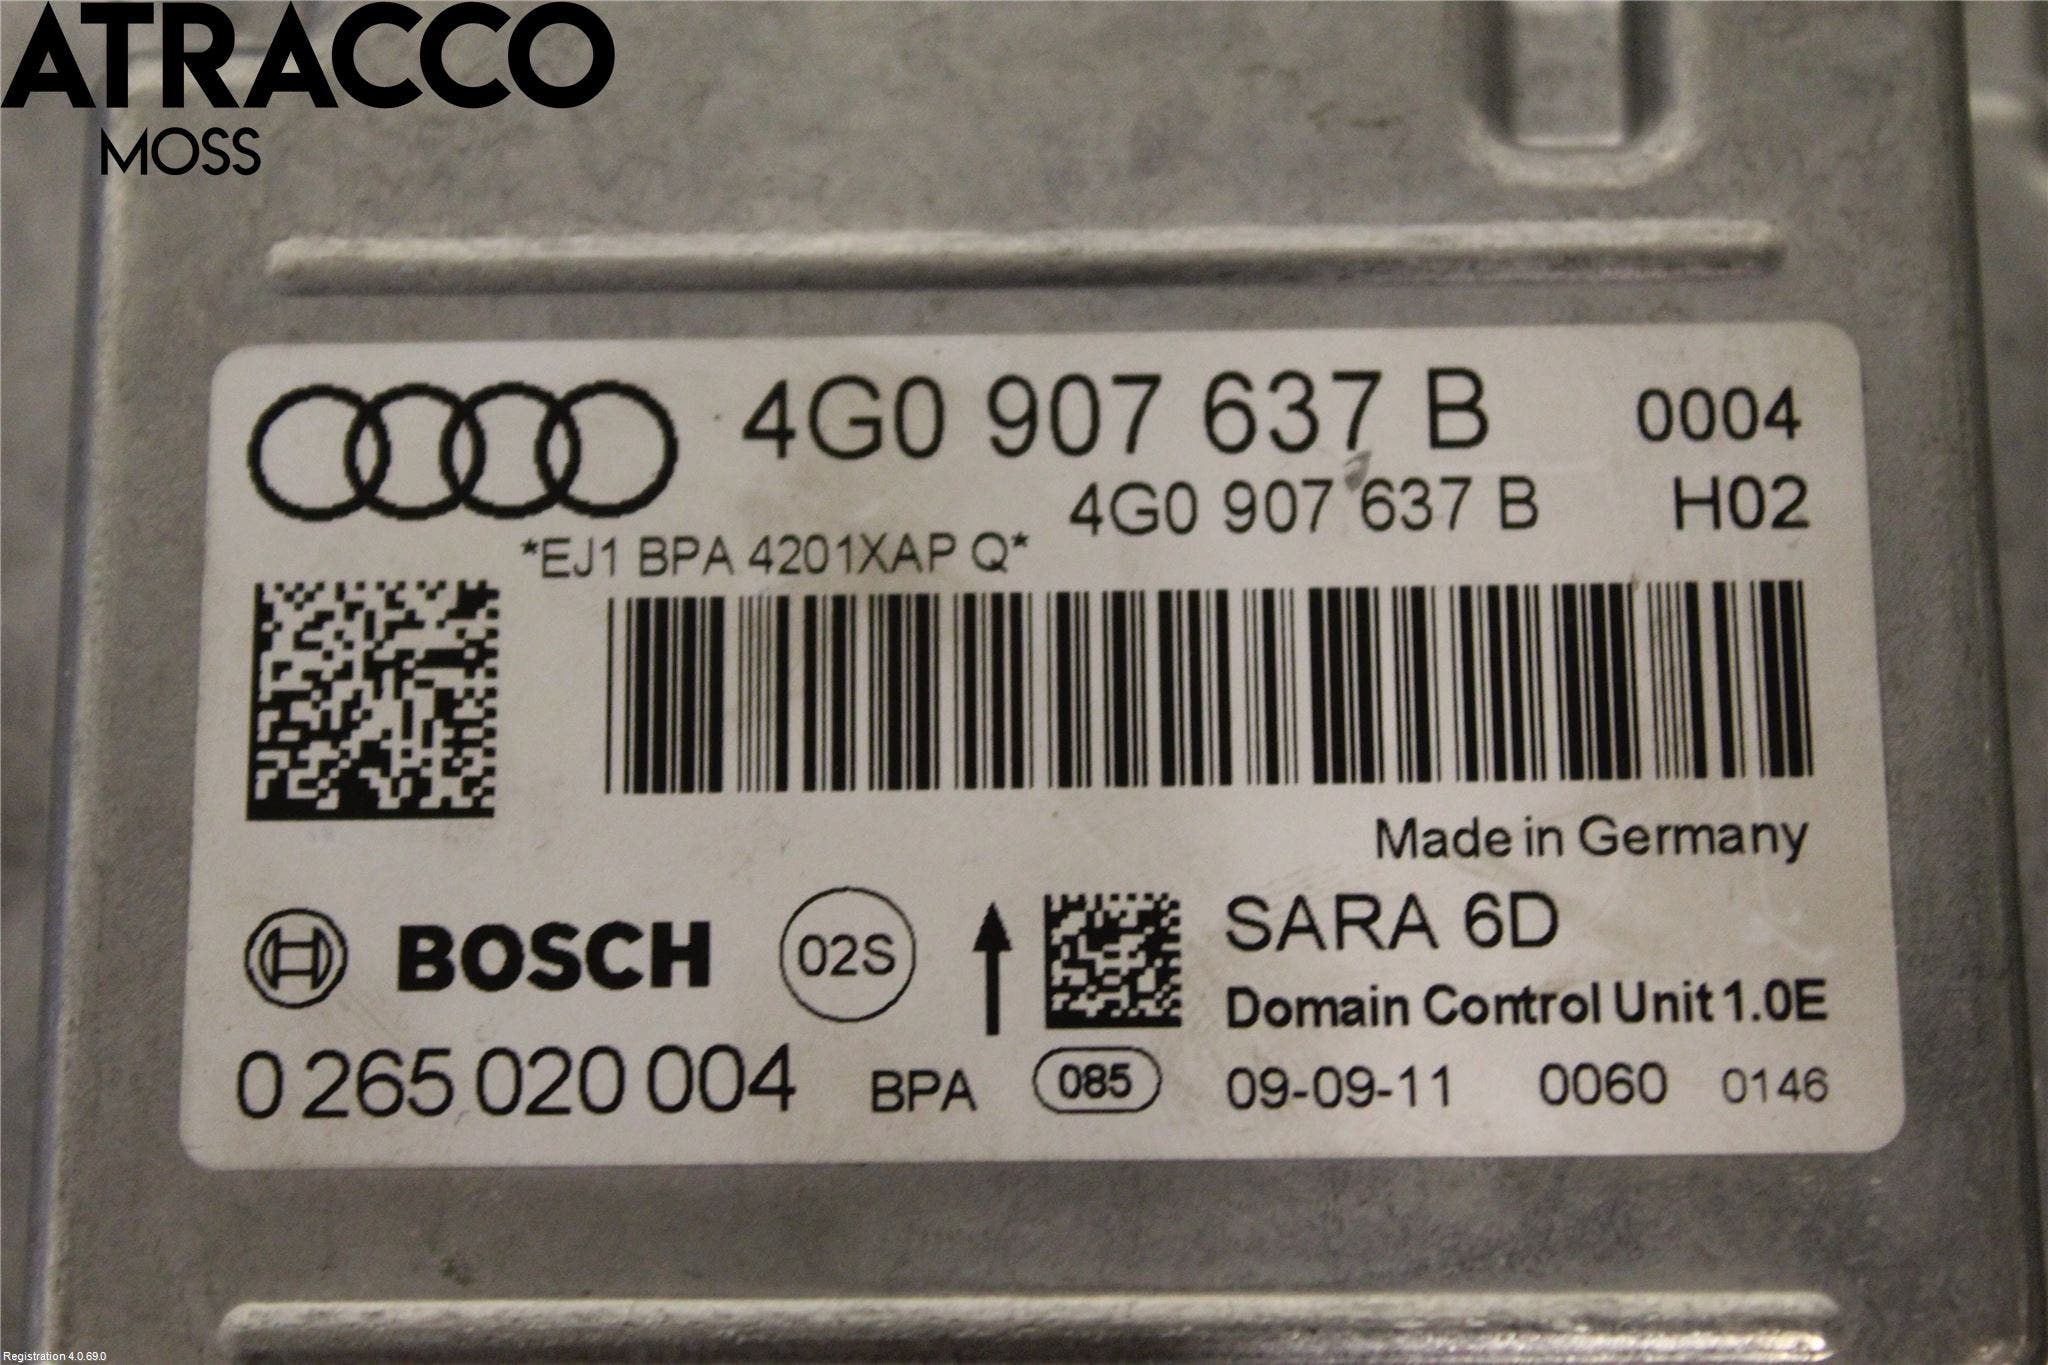 ATRACCO
MOSS
4G0 907 637 B 0004
4G0 907 637 B H02
*EJ1 BPA 4201XAP Q*
Made in Germany
BOSCH 02S SARA 6D
Domain Control Unit 1.0E
0 265 020 004 BPA 085 09-09-11 0060 0146
Registration 4.0.69.0